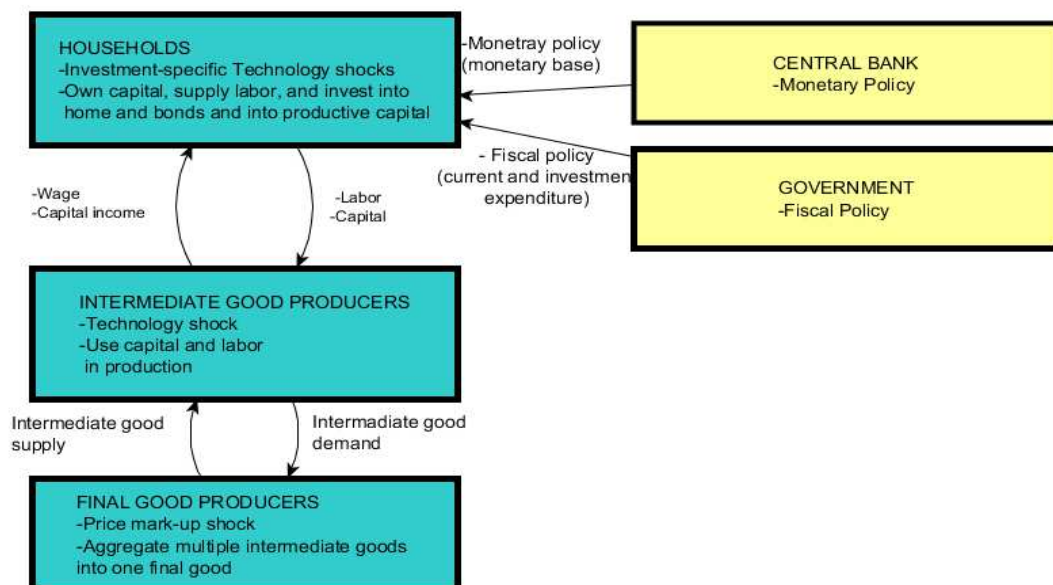 HOUSEHOLDS
-Investment-specific Technology shocks
-Own capital, supply labor, and invest into
home and bonds and into productive capital
-Monetray policy
(monetary base)
CENTRAL BANK
-Monetary Policy
- Fiscal policy
(current and investmen
expenditure)
GOVERNMENT
-Fiscal Policy
-Wage
-Capital income
-Labor
-Capital
INTERMEDIATE GOOD PRODUCERS
-Technology shock
-Use capital and labor
in production
Intermediate good
supply
Intermadiate good
demand
FINAL GOOD PRODUCERS
-Price mark-up shock
-Aggregate multiple intermediate goods
into one final good